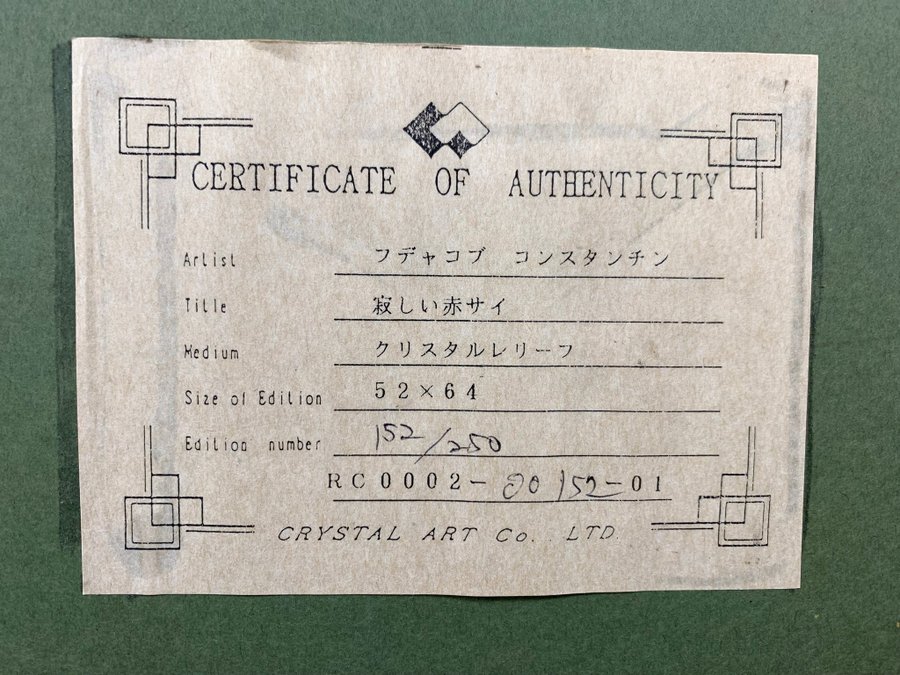 CERTIFICATE OF AUTHENTICITY
Artist フデャコブ コンスタンチン
Title 寂しい赤サイ
Medium クリスタルレリーフ
Size of Edition 52×64
Edition number 152/250
RC0002-20152-01
CRYSTAL ART Co., LTD.